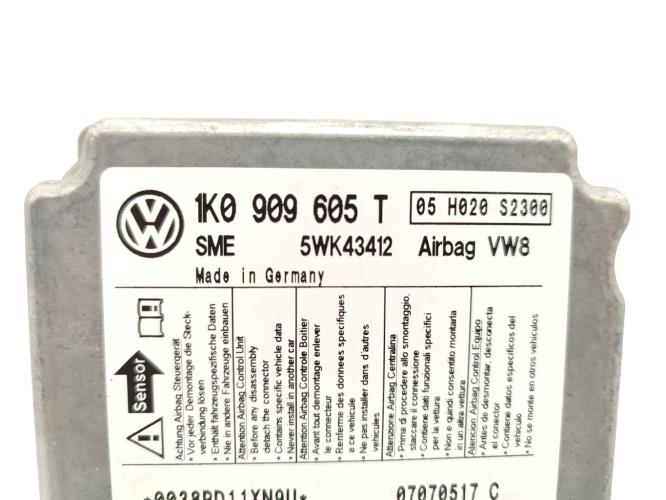 1K0 909 605 T
05 H020 S2300
SME 5WK43412 Airbag VW8
Made in Germany
Sensor
Achtung Airbag Steuergerät
• Vor jeder Demontage die Steck-
verbindung lösen
• Enthält fahrzeugspezifische Daten
• Nie in andere Fahrzeuge einbauen
Attention Airbag Control Unit
• Before any disassembly
detach the connector
• Contains specific vehicle data
• Never install in another car
Attention Airbag Controle Boitier
• Avant tout demontage enlever
le connecteur
• Renferme des donnees specifiques
a ce vehicule
• Ne pas installer dans d'autres
vehicules
Attenzione Airbag Centralina
• Prima di procedere allo smontaggio,
staccare il connessione
• Contiene dati funzionali specifici
per la vettura
• Non e quindi consentito montarla
in un altra vettura
Atencion Airbag Control Equipo
• Antes de desmontar, desconecta
el conector
• Contiene datos especificos del
vehiculo
• No se monte en otros vehiculos
07070517 C